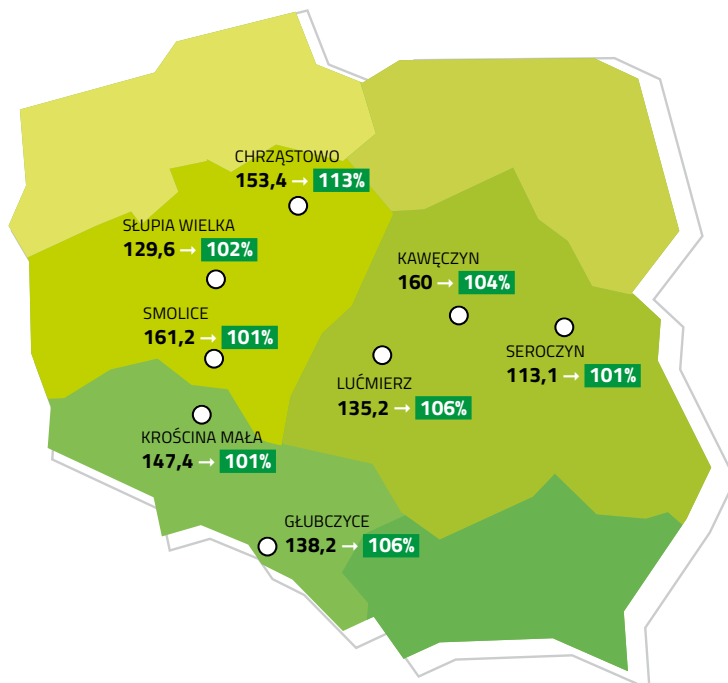 CHRZĄSTOWO
153,4 → 113%
SŁUPIA WIELKA
129,6 → 102%
KAWĘCZYN
160 → 104%
SMOLICE
161,2 → 101%
SEROCZYN
113,1 → 101%
LUĆMIERZ
135,2 → 106%
KROŚCINA MAŁA
147,4 → 101%
GŁUBCZYCE
138,2 → 106%